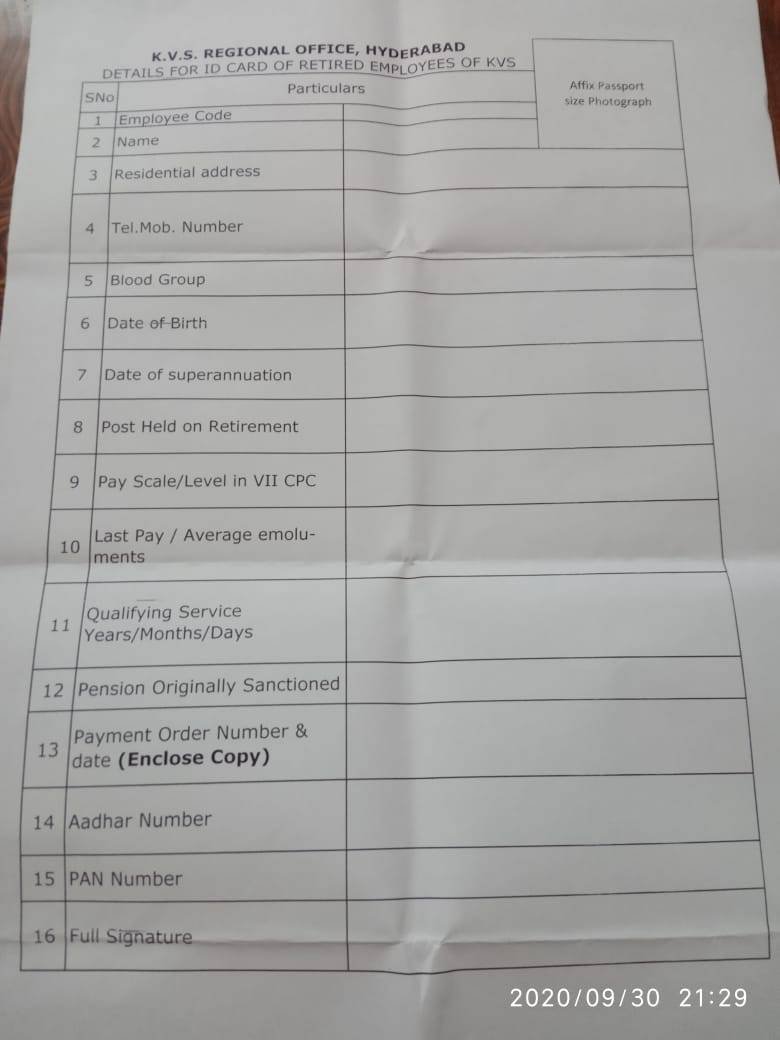 K.V.S. REGIONAL OFFICE, HYDERABAD
DETAILS FOR ID CARD OF RETIRED EMPLOYEES OF KVS
Affix Passport
size Photograph
SNo Particulars
1 Employee Code
2 Name
3 Residential address
4 Tel.Mob. Number
5 Blood Group
6 Date of Birth
7 Date of superannuation
8 Post Held on Retirement
9 Pay Scale/Level in VII CPC
10 Last Pay / Average emolu-
ments
11 Qualifying Service
Years/Months/Days
12 Pension Originally Sanctioned
13 Payment Order Number &
date (Enclose Copy)
14 Aadhar Number
15 PAN Number
16 Full Signature
2020/09/30 21:29